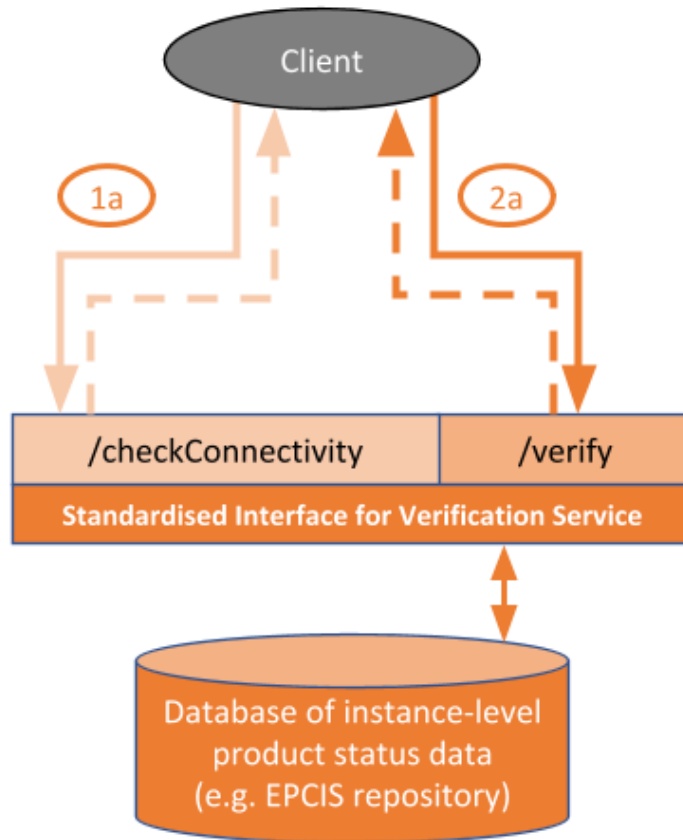 Client
1a
2a
/checkConnectivity
/verify
Standardised Interface for Verification Service
Database of instance-level
product status data
(e.g. EPCIS repository)